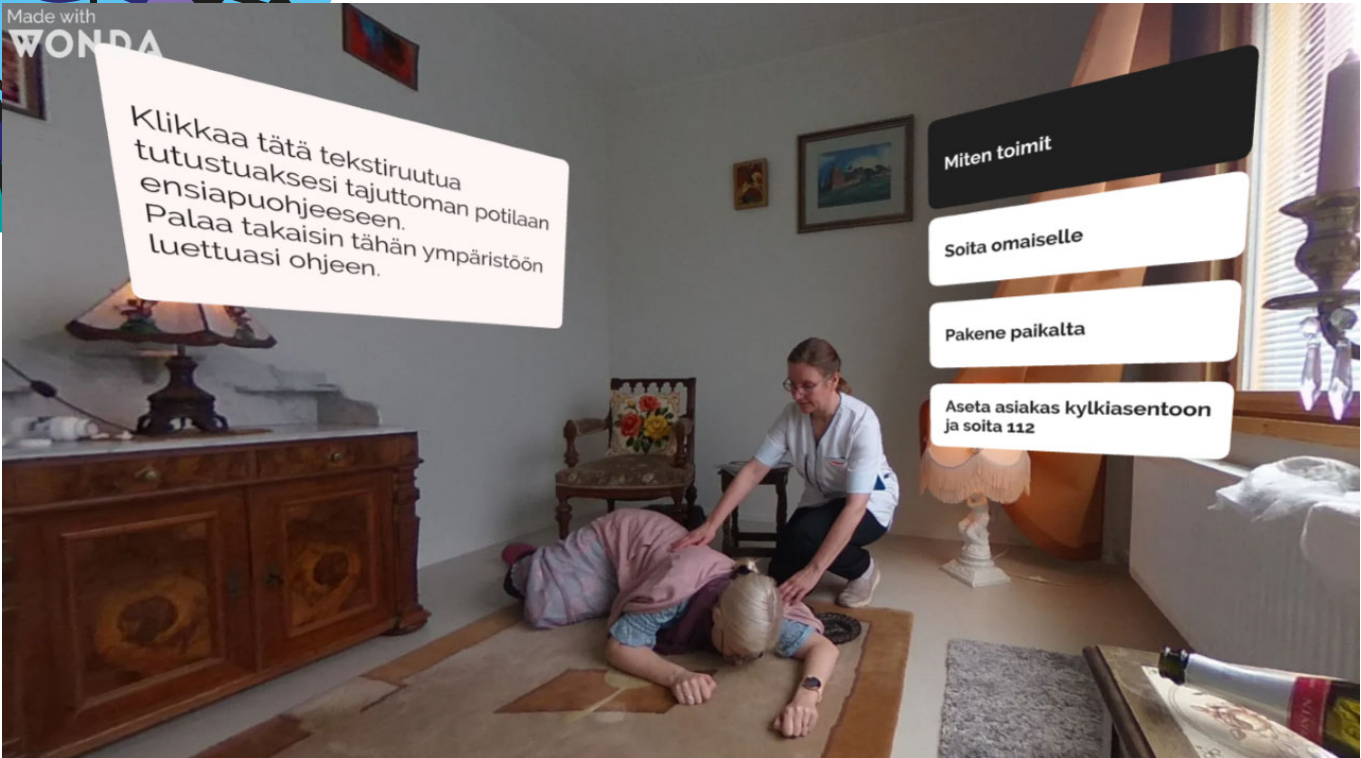 Made with
WONDA
Klikkaa tätä tekstiruutua
tutustuaksesi tajuttoman potilaan
ensiapuohjeeseen.
Palaa takaisin tähän ympäristöön
luettuasi ohjeen.
Miten toimit
Soita omaiselle
Pakene paikalta
Aseta asiakas kylkiasentoon
ja soita 112